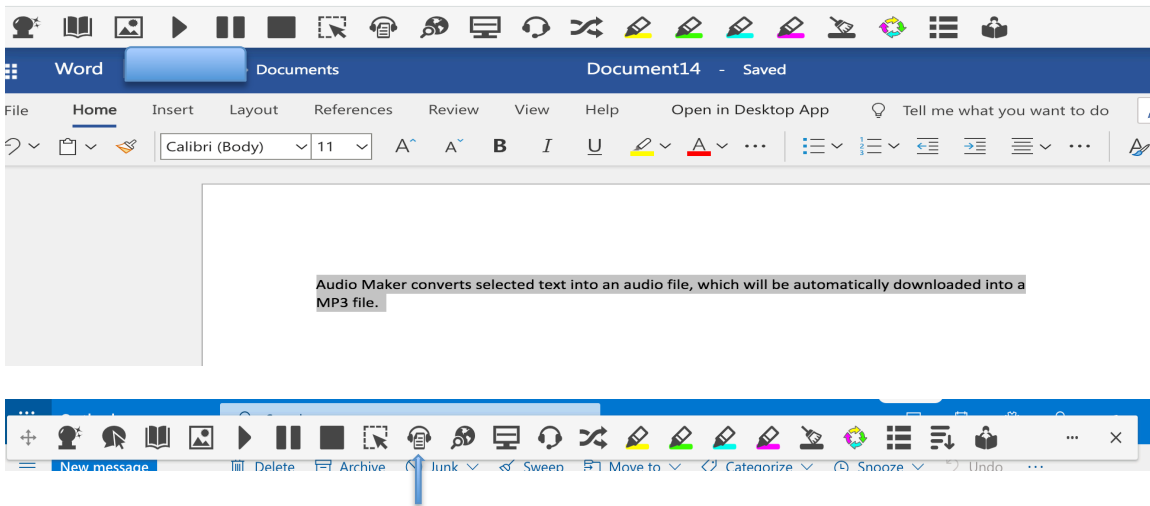 Word Documents Document14 - Saved
File Home Insert Layout References Review View Help Open in Desktop App Tell me what you want to do
Calibri (Body) 11 A A B I U A
Audio Maker converts selected text into an audio file, which will be automatically downloaded into a
MP3 file.
New message Delete Archive Junk Sweep Move to Categorize Snooze Undo